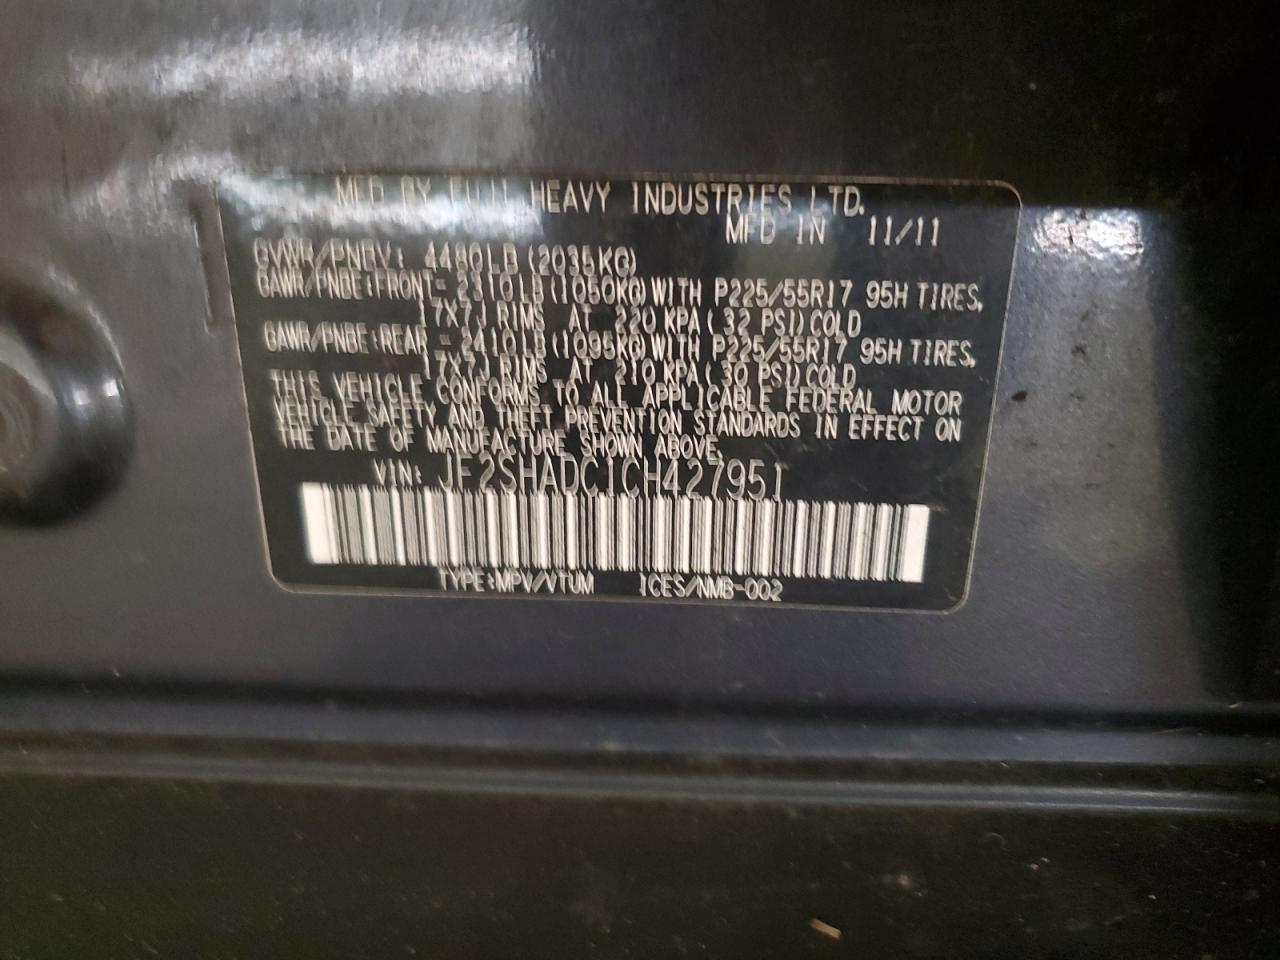 MFD BY FUJI HEAVY INDUSTRIES LTD.
MFD IN 11/11
GVWR/PNBV: 4480LB(2035KG)
GAWR/PNBE:FRONT= 2310LB(1050KG)WITH P225/55R17 95H TIRES,
17X7J RIMS AT 220 KPA(32 PSI)COLD
GAWR/PNBE:REAR = 2410LB(1095KG)WITH P225/55R17 95H TIRES,
17X7J RIMS AT 210 KPA(30 PSI)COLD
THIS VEHICLE CONFORMS TO ALL APPLICABLE FEDERAL MOTOR
VEHICLE SAFETY AND THEFT PREVENTION STANDARDS IN EFFECT ON
THE DATE OF MANUFACTURE SHOWN ABOVE.
VIN: JF2SHADC1CH427951
TYPE:MPV/VTUM ICES/NMB-002